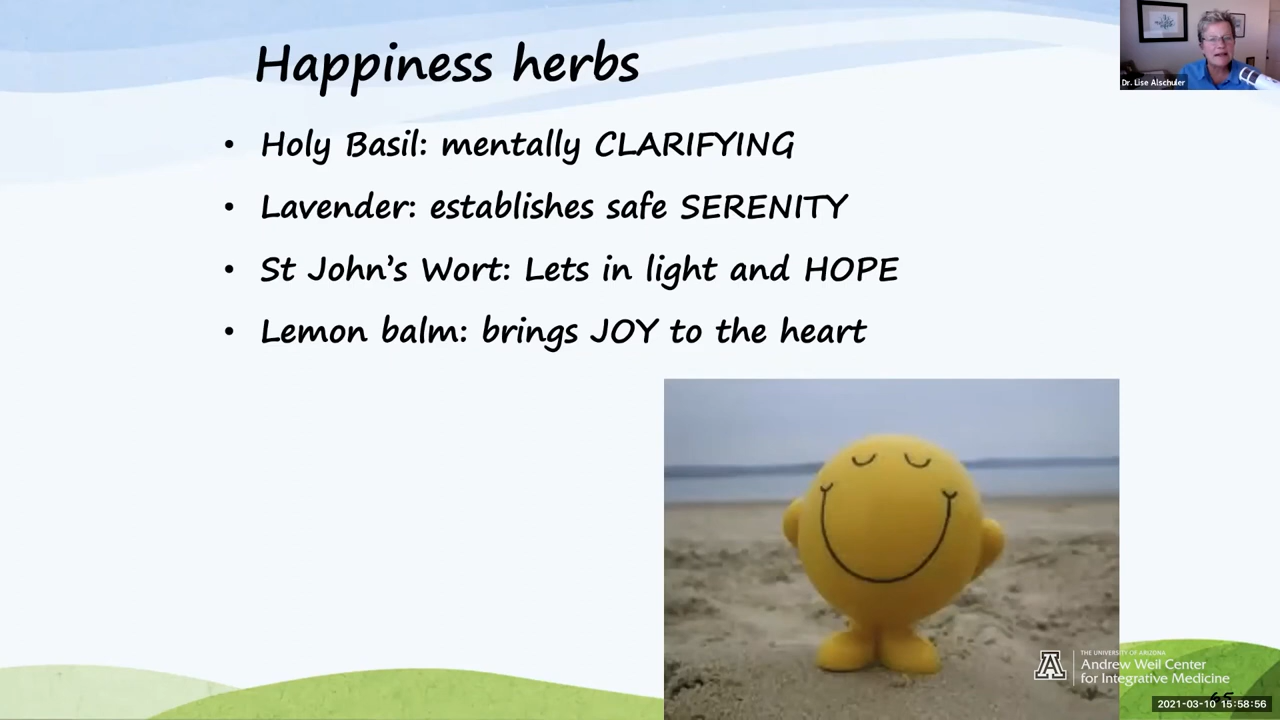 Happiness herbs
Dr. Lise Alschuler
• Holy Basil: mentally CLARIFYING
• Lavender: establishes safe SERENITY
• St John’s Wort: Lets in light and HOPE
• Lemon balm: brings JOY to the heart
A
THE UNIVERSITY OF ARIZONA
Andrew Weil Center
for Integrative Medicine
65
2021-03-10 15:58:56